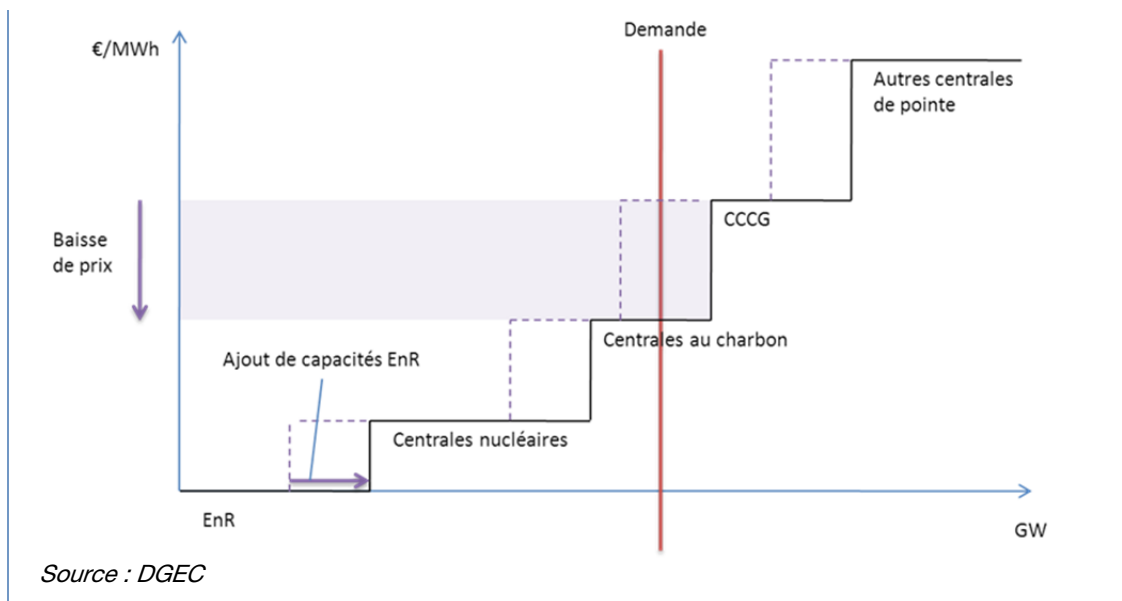 Demande
€/MWh
Autres centrales
de pointe
CCCG
Baisse
de prix
Centrales au charbon
Ajout de capacités EnR
Centrales nucléaires
EnR
GW
Source : DGEC